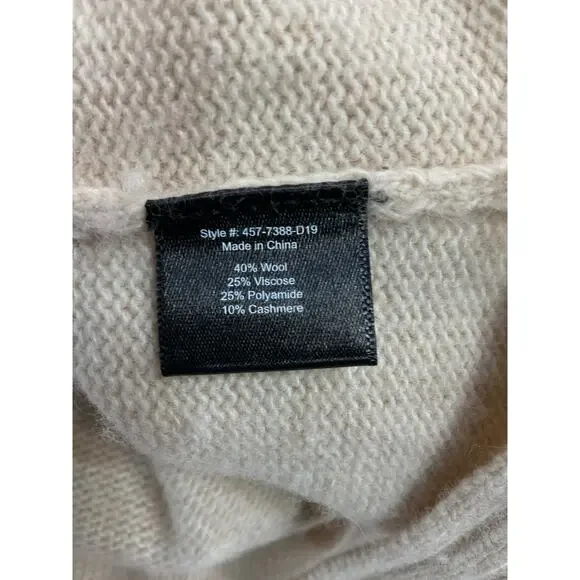 Style #: 457-7388-D19
Made in China
40% Wool
25% Viscose
25% Polyamide
10% Cashmere